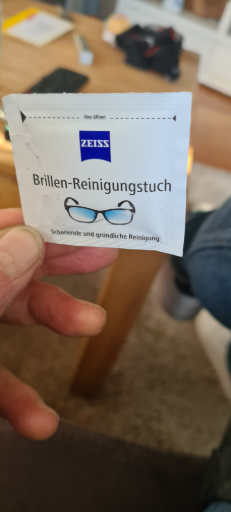 Hier öffnen
ZEISS
Brillen-Reinigungstuch
Schonende und gründliche Reinigung